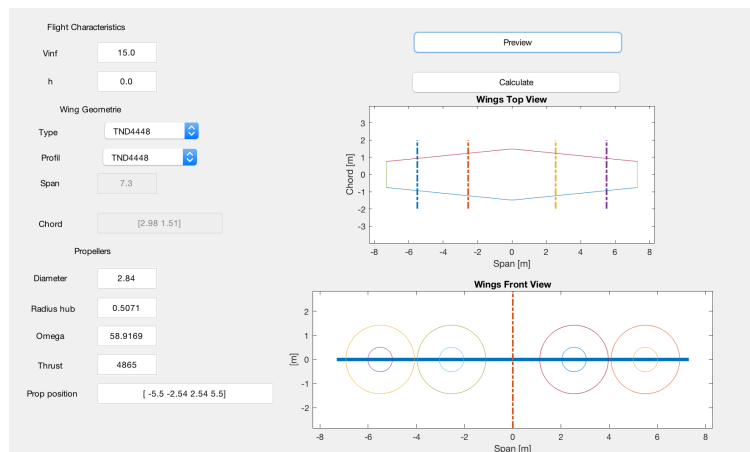 Flight Characteristics
Vinf 15.0
h 0.0
Wing Geometrie
Type TND4448
Profil TND4448
Span 7.3
Chord [2.98 1.51]
Propellers
Diameter 2.84
Radius hub 0.5071
Omega 58.9169
Thrust 4865
Prop position [ -5.5 -2.54 2.54 5.5]
Preview
Calculate
Wings Top View
Chord [m]
3
2
1
0
-1
-2
-3
-8 -6 -4 -2 0 2 4 6 8
Span [m]
Wings Front View
[m]
2
1
0
-1
-2
-8 -6 -4 -2 0 2 4 6 8
Span [m]